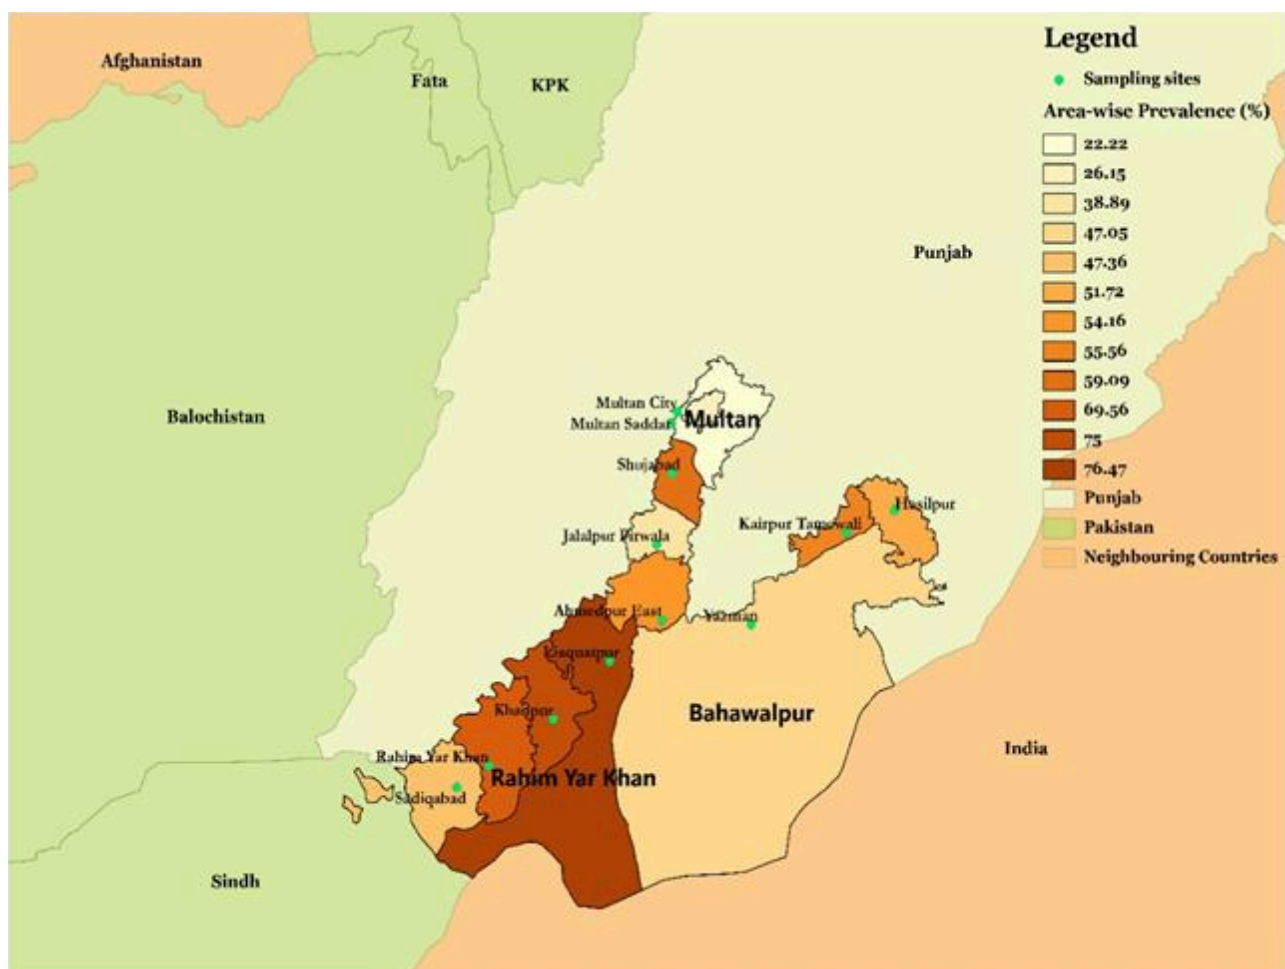 Afghanistan
Fata
KPK
Balochistan
Sindh
Punjab
India
Multan City
Multan Saddar
Multan
Shujabad
Jalalpur Pirwala
Kairpur Tamewali
Hasilpur
Ahmedpur East
Yazman
Liaquatpur
Bahawalpur
Khanpur
Rahim Yar Khan
Rahim Yar Khan
Sadiqabad
Legend
Sampling sites
Area-wise Prevalence (%)
22.22
26.15
38.89
47.05
47.36
51.72
54.16
55.56
59.09
69.56
75
76.47
Punjab
Pakistan
Neighbouring Countries